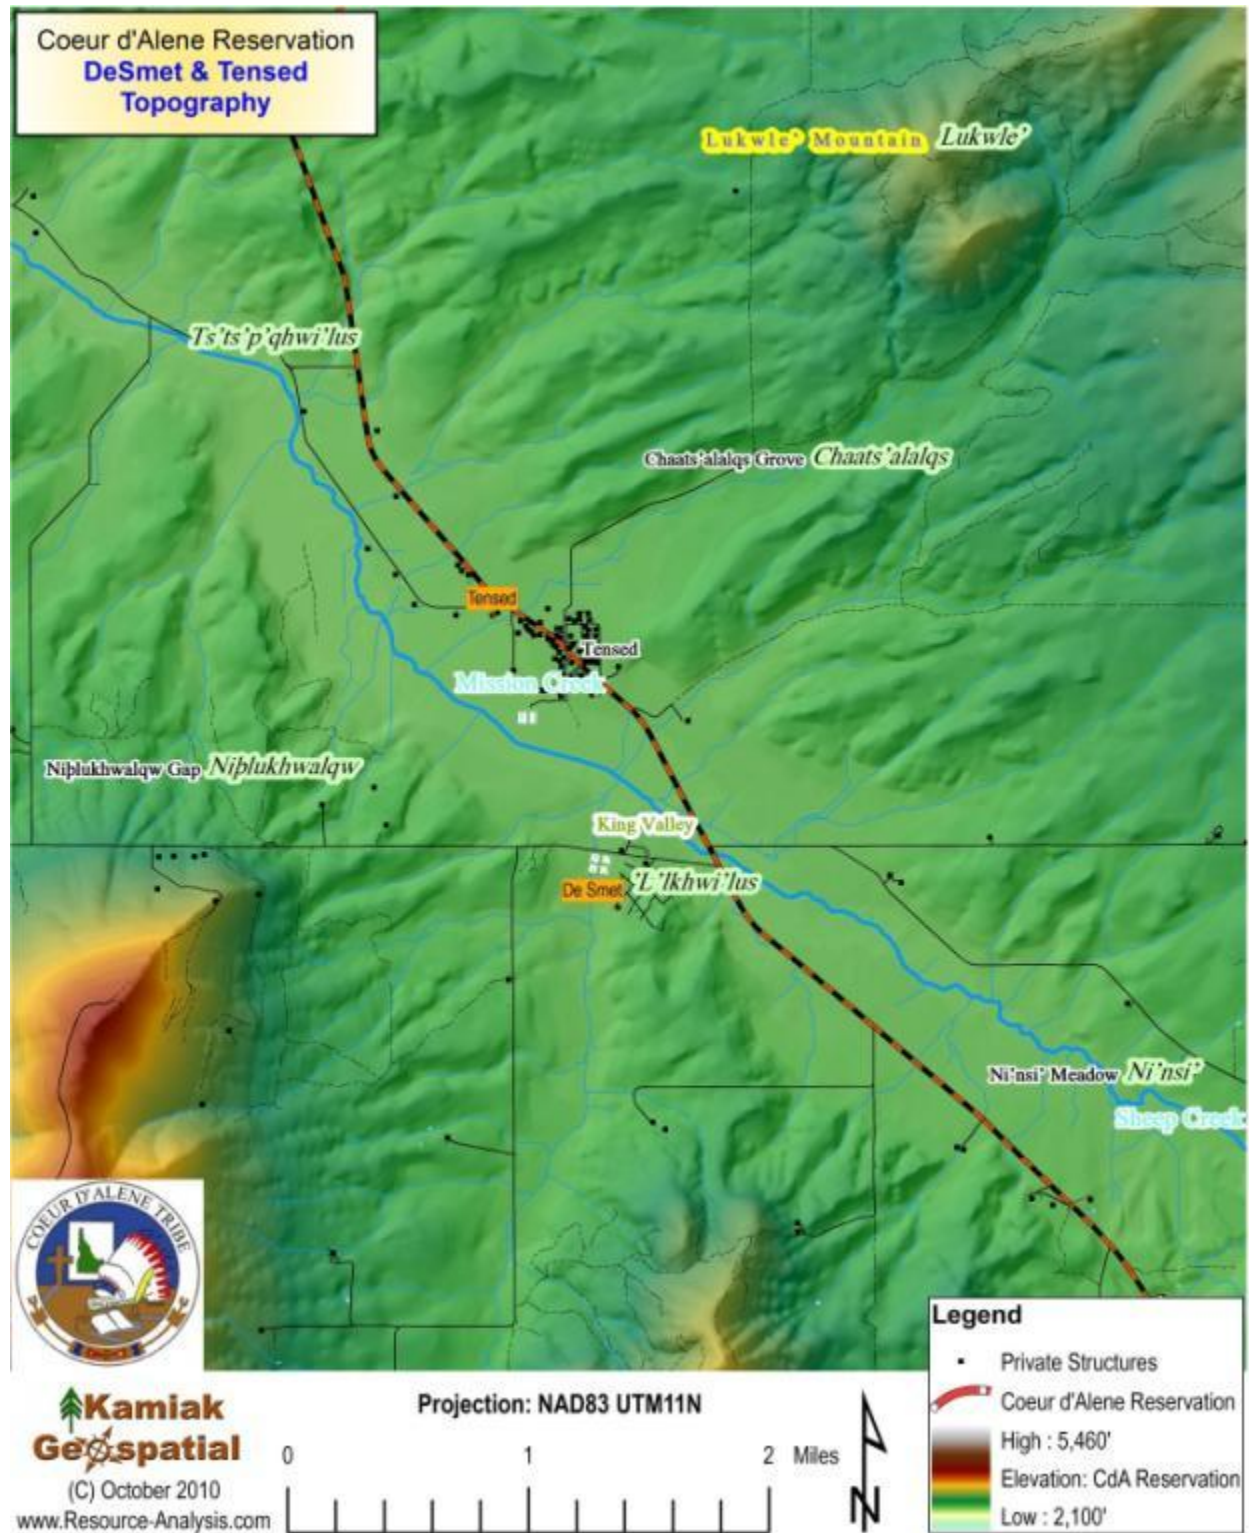 Coeur d'Alene Reservation
DeSmet & Tensed
Topography
Lukwle' Mountain Lukwle'
Ts'ts'p'qhwi'lus
Chaats'alalqs Grove Chaats'alalqs
Tensed
Tensed
Mission Creek
Niþlukhwalqw Gap Niþlukhwalqw
King Valley
'L'lkhwi'lus
De Smet
Ni'nsi' Meadow Ni'nsi'
Sheep Creek
COEUR D'ALENE TRIBE
Legend
Private Structures
Coeur d'Alene Reservation
High : 5,460'
Elevation: CdA Reservation
Low : 2,100'
Kamiak
Geospatial
(C) October 2010
www.Resource-Analysis.com
Projection: NAD83 UTM11N
0 1 2 Miles
N